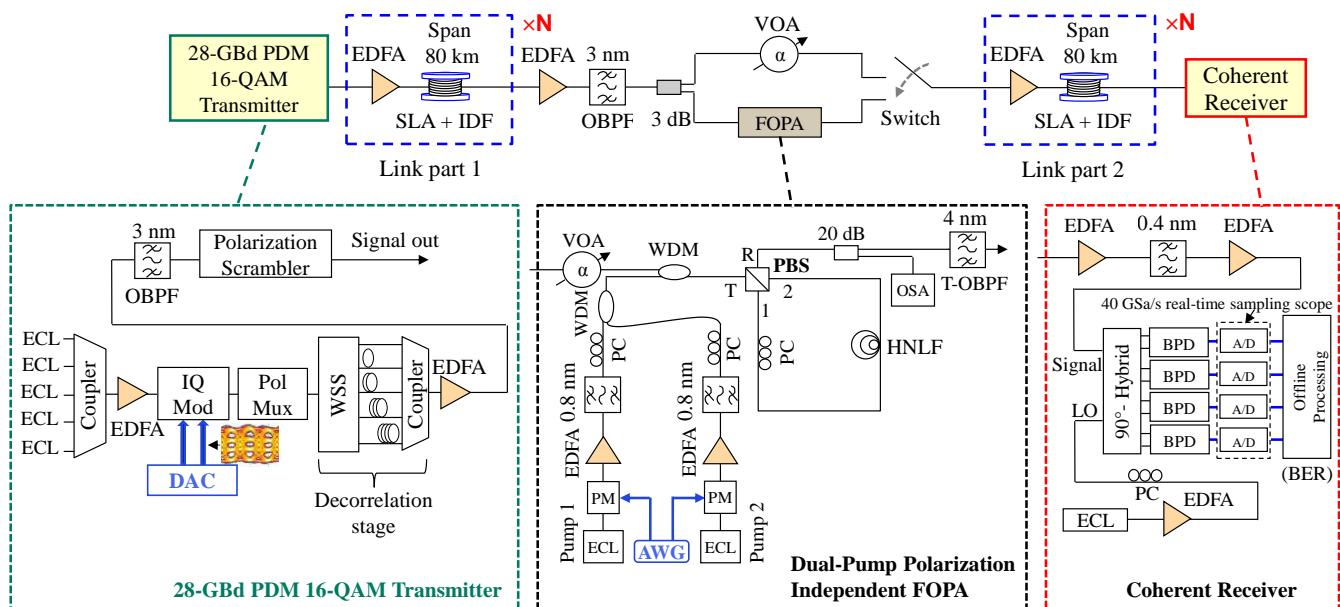 28-GBd PDM
16-QAM
Transmitter
×N
EDFA
Span
80 km
SLA + IDF
Link part 1
EDFA
3 nm
OBPF
3 dB
VOA
α
FOPA
Switch
×N
EDFA
Span
80 km
SLA + IDF
Link part 2
Coherent
Receiver
3 nm
OBPF
Polarization
Scrambler
Signal out
ECL
ECL
ECL
ECL
ECL
Coupler
EDFA
IQ
Mod
Pol
Mux
DAC
WSS
Coupler
EDFA
Decorrelation
stage
28-GBd PDM 16-QAM Transmitter
VOA
α
WDM
WDM
R
T
PBS
2
1
20 dB
OSA
4 nm
T-OBPF
PC
PC
PC
HNLF
0.8 nm
0.8 nm
EDFA
EDFA
PM
PM
Pump 1
Pump 2
ECL
AWG
ECL
Dual-Pump Polarization
Independent FOPA
EDFA
0.4 nm
EDFA
40 GSa/s real-time sampling scope
Signal
LO
90°- Hybrid
BPD
BPD
BPD
BPD
A/D
A/D
A/D
A/D
Offline
Processing
(BER)
PC
EDFA
ECL
Coherent Receiver